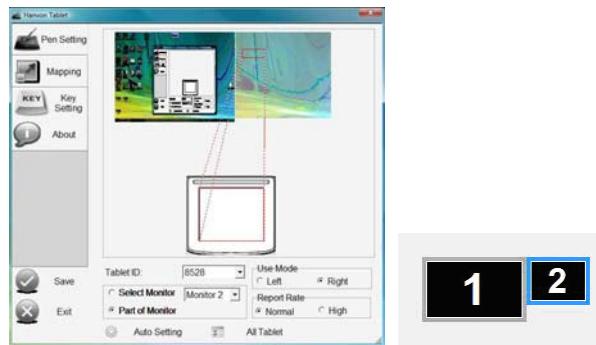 Hanvon Tablet
Pen Setting
Mapping
KEY
Key
Setting
About
Save
Exit
Tablet ID:
8528
Use Mode
Left
Right
Select Monitor
Monitor 2
Part of Monitor
Report Rate
Normal
High
Auto Setting
All Tablet
1
2